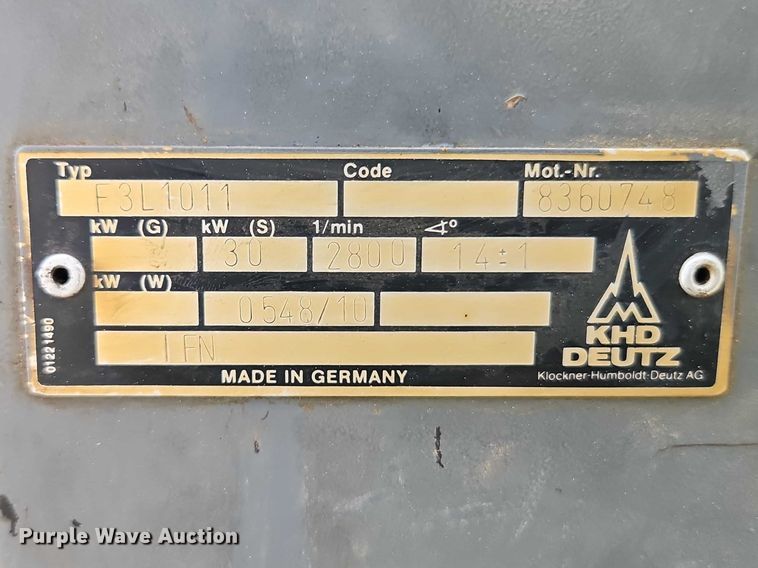 Typ Code Mot.-Nr.
F3L1011 8360748
kW (G) kW (S) 1/min ∢°
30 2800 14±1
kW (W)
0548/10
IFN
MADE IN GERMANY
01221490
KHD
DEUTZ
Klöckner-Humboldt-Deutz AG
Purple Wave Auction